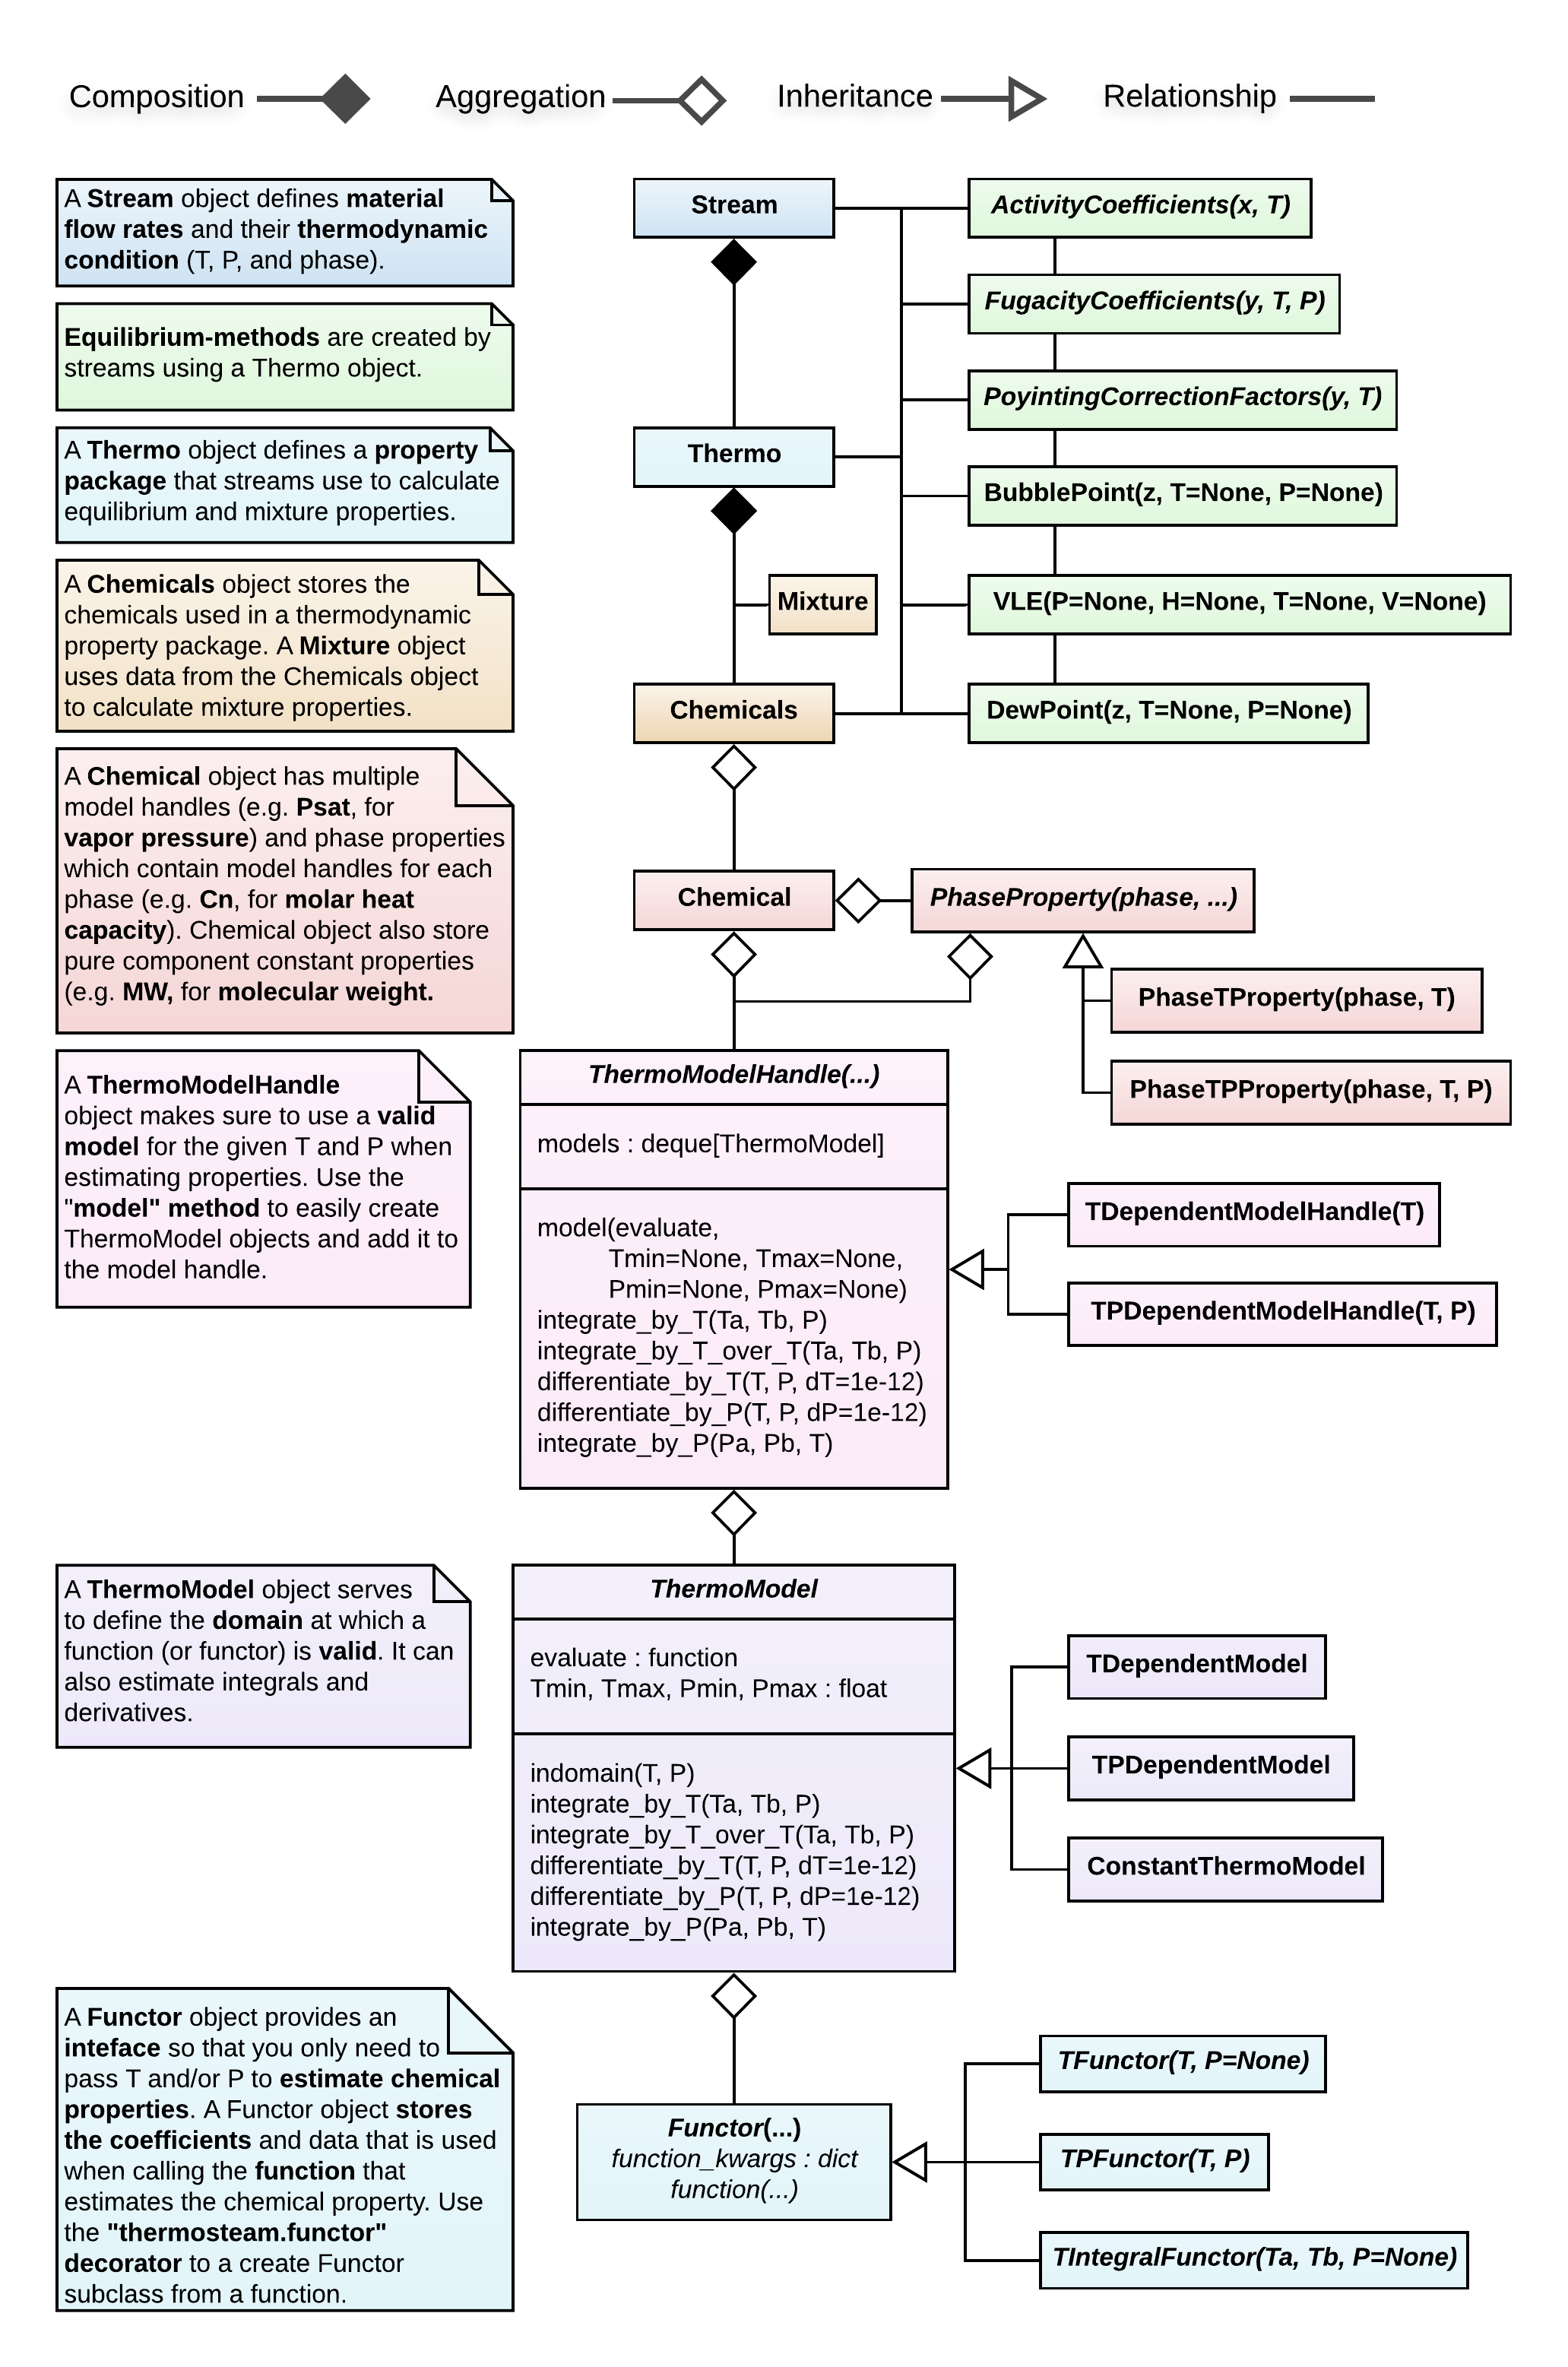 Composition
Aggregation
Inheritance
Relationship
A Stream object defines material
flow rates and their thermodynamic
condition (T, P, and phase).
Equilibrium-methods are created by
streams using a Thermo object.
A Thermo object defines a property
package that streams use to calculate
equilibrium and mixture properties.
A Chemicals object stores the
chemicals used in a thermodynamic
property package. A Mixture object
uses data from the Chemicals object
to calculate mixture properties.
A Chemical object has multiple
model handles (e.g. Psat, for
vapor pressure) and phase properties
which contain model handles for each
phase (e.g. Cn, for molar heat
capacity). Chemical object also store
pure component constant properties
(e.g. MW, for molecular weight.
A ThermoModelHandle
object makes sure to use a valid
model for the given T and P when
estimating properties. Use the
"model" method to easily create
ThermoModel objects and add it to
the model handle.
A ThermoModel object serves
to define the domain at which a
function (or functor) is valid. It can
also estimate integrals and
derivatives.
A Functor object provides an
inteface so that you only need to
pass T and/or P to estimate chemical
properties. A Functor object stores
the coefficients and data that is used
when calling the function that
estimates the chemical property. Use
the "thermosteam.functor"
decorator to a create Functor
subclass from a function.
Stream
Thermo
Mixture
Chemicals
Chemical
ActivityCoefficients(x, T)
FugacityCoefficients(y, T, P)
PoyintingCorrectionFactors(y, T)
BubblePoint(z, T=None, P=None)
VLE(P=None, H=None, T=None, V=None)
DewPoint(z, T=None, P=None)
PhaseProperty(phase, ...)
PhaseTProperty(phase, T)
PhaseTPProperty(phase, T, P)
ThermoModelHandle(...)
models : deque[ThermoModel]
model(evaluate,
Tmin=None, Tmax=None,
Pmin=None, Pmax=None)
integrate_by_T(Ta, Tb, P)
integrate_by_T_over_T(Ta, Tb, P)
differentiate_by_T(T, P, dT=1e-12)
differentiate_by_P(T, P, dP=1e-12)
integrate_by_P(Pa, Pb, T)
TDependentModelHandle(T)
TPDependentModelHandle(T, P)
ThermoModel
evaluate : function
Tmin, Tmax, Pmin, Pmax : float
indomain(T, P)
integrate_by_T(Ta, Tb, P)
integrate_by_T_over_T(Ta, Tb, P)
differentiate_by_T(T, P, dT=1e-12)
differentiate_by_P(T, P, dP=1e-12)
integrate_by_P(Pa, Pb, T)
TDependentModel
TPDependentModel
ConstantThermoModel
Functor(...)
function_kwargs : dict
function(...)
TFunctor(T, P=None)
TPFunctor(T, P)
TIntegralFunctor(Ta, Tb, P=None)